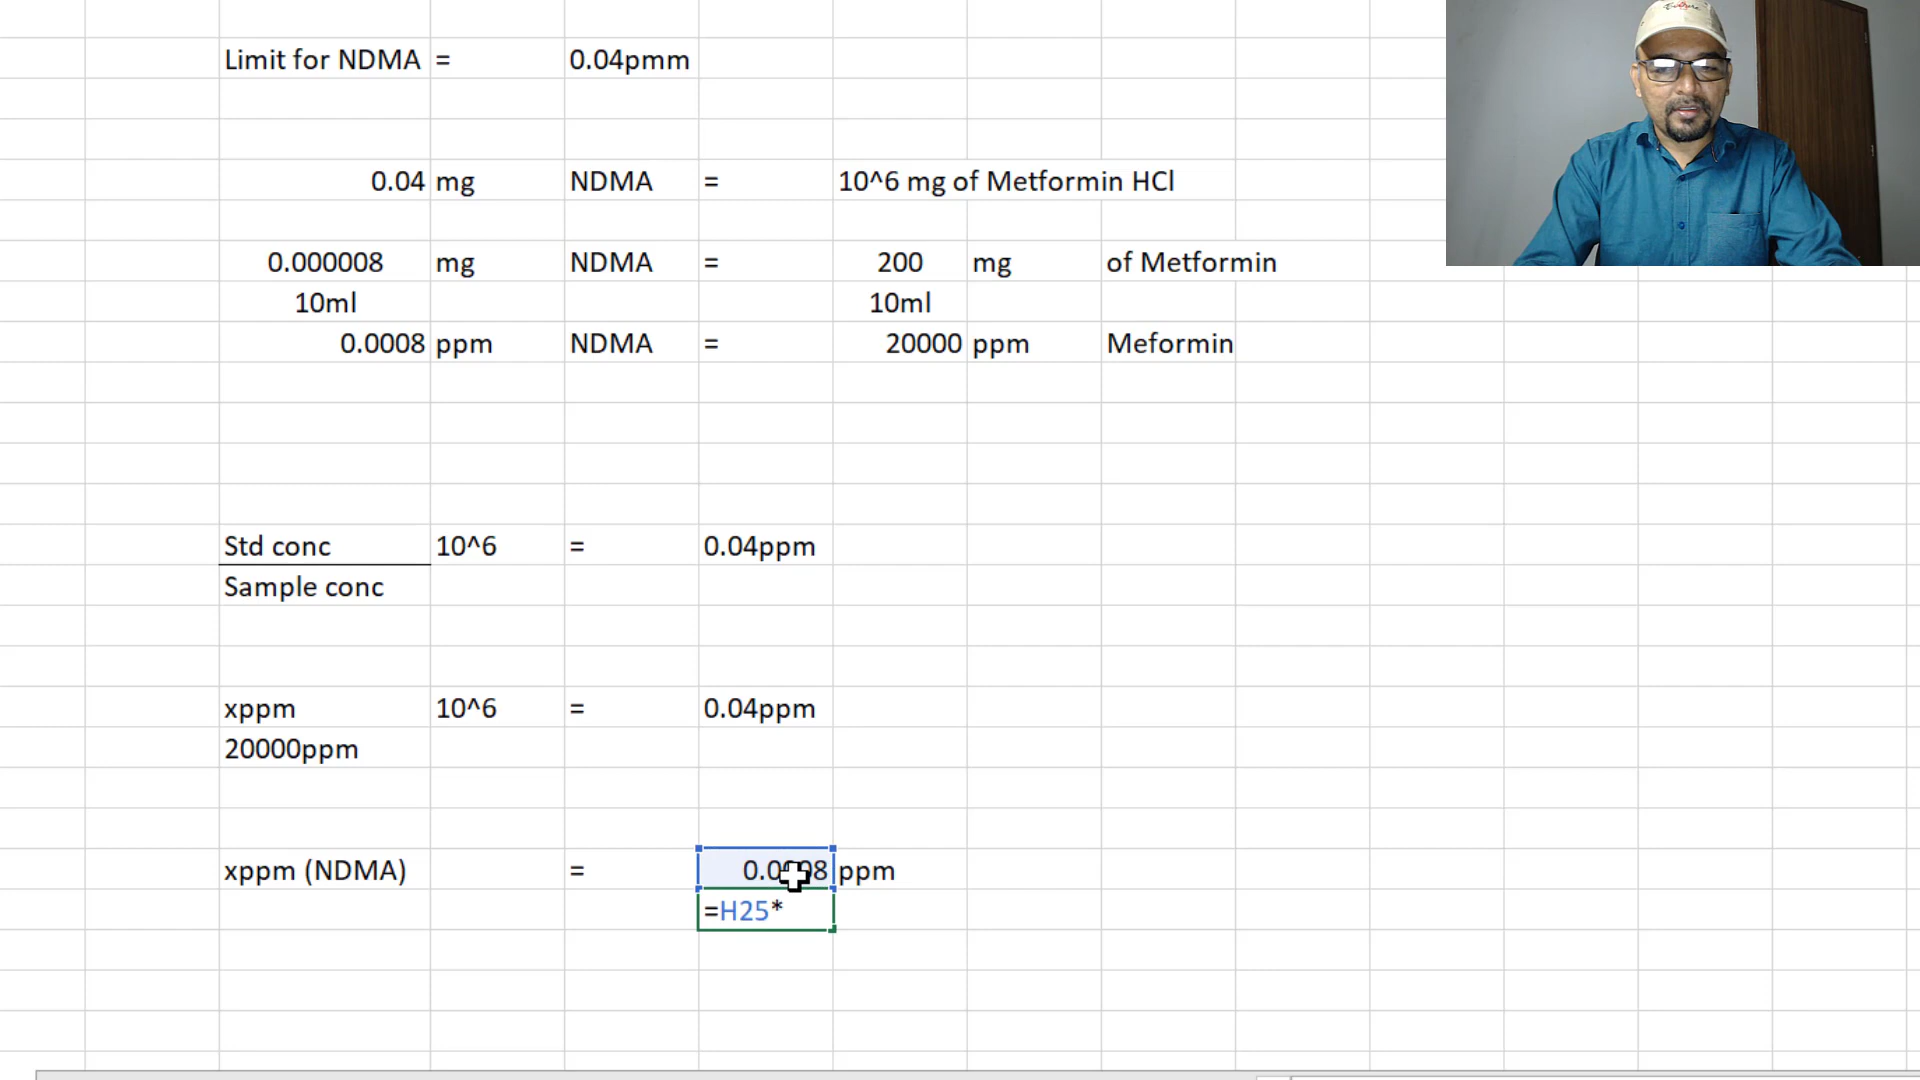 Limit for NDMA = 0.04pmm
0.04 mg NDMA = 10^6 mg of Metformin HCl
0.000008 mg NDMA = 200 mg of Metformin
10ml 10ml
0.0008 ppm NDMA = 20000 ppm Meformin
Std conc 10^6 = 0.04ppm
Sample conc
xppm 10^6 = 0.04ppm
20000ppm
xppm (NDMA) = 0.0008 ppm
=H25*